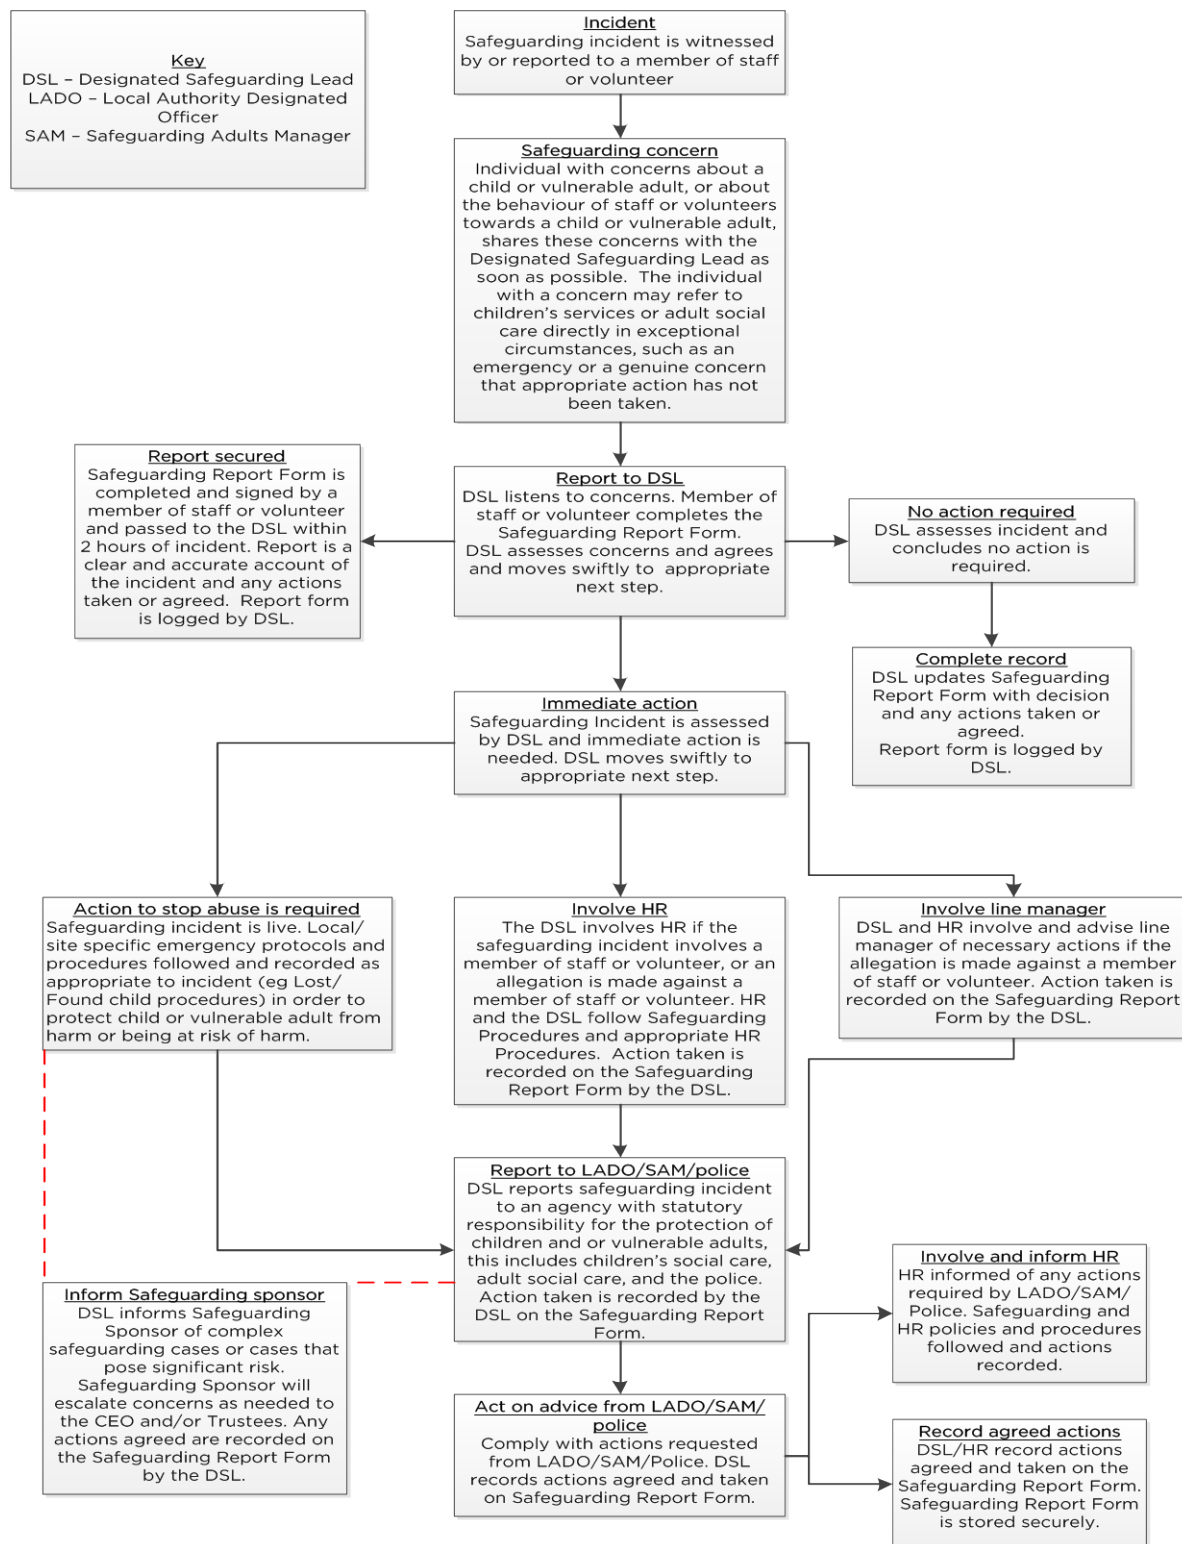 Key
DSL – Designated Safeguarding Lead
LADO – Local Authority Designated
Officer
SAM – Safeguarding Adults Manager
Incident
Safeguarding incident is witnessed
by or reported to a member of staff
or volunteer
Safeguarding concern
Individual with concerns about a
child or vulnerable adult, or about
the behaviour of staff or volunteers
towards a child or vulnerable adult,
shares these concerns with the
Designated Safeguarding Lead as
soon as possible.  The individual
with a concern may refer to
children's services or adult social
care directly in exceptional
circumstances, such as an
emergency or a genuine concern
that appropriate action has not
been taken.
Report secured
Safeguarding Report Form is
completed and signed by a
member of staff or volunteer
and passed to the DSL within
2 hours of incident. Report is a
clear and accurate account of
the incident and any actions
taken or agreed.  Report form
is logged by DSL.
Report to DSL
DSL listens to concerns. Member of
staff or volunteer completes the
Safeguarding Report Form.
DSL assesses concerns and agrees
and moves swiftly to  appropriate
next step.
No action required
DSL assesses incident and
concludes no action is
required.
Complete record
DSL updates Safeguarding
Report Form with decision
and any actions taken or
agreed.
Report form is logged by
DSL.
Immediate action
Safeguarding Incident is assessed
by DSL and immediate action is
needed. DSL moves swiftly to
appropriate next step.
Action to stop abuse is required
Safeguarding incident is live. Local/
site specific emergency protocols and
procedures followed and recorded as
appropriate to incident (eg Lost/
Found child procedures) in order to
protect child or vulnerable adult from
harm or being at risk of harm.
Involve HR
The DSL involves HR if the
safeguarding incident involves a
member of staff or volunteer, or an
allegation is made against a
member of staff or volunteer. HR
and the DSL follow Safeguarding
Procedures and appropriate HR
Procedures.  Action taken is
recorded on the Safeguarding
Report Form by the DSL.
Involve line manager
DSL and HR involve and advise line
manager of necessary actions if the
allegation is made against a member
of staff or volunteer. Action taken is
recorded on the Safeguarding Report
Form by the DSL.
Report to LADO/SAM/police
DSL reports safeguarding incident
to an agency with statutory
responsibility for the protection of
children and or vulnerable adults,
this includes children's social care,
adult social care, and the police.
Action taken is recorded by the
DSL on the Safeguarding Report
Form.
Inform Safeguarding sponsor
DSL informs Safeguarding
Sponsor of complex
safeguarding cases or cases that
pose significant risk.
Safeguarding Sponsor will
escalate concerns as needed to
the CEO and/or Trustees. Any
actions agreed are recorded on
the Safeguarding Report Form
by the DSL.
Act on advice from LADO/SAM/
police
Comply with actions requested
from LADO/SAM/Police. DSL
records actions agreed and taken
on Safeguarding Report Form.
Involve and inform HR
HR informed of any actions
required by LADO/SAM/
Police. Safeguarding and
HR policies and procedures
followed and actions
recorded.
Record agreed actions
DSL/HR record actions
agreed and taken on the
Safeguarding Report Form.
Safeguarding Report Form
is stored securely.